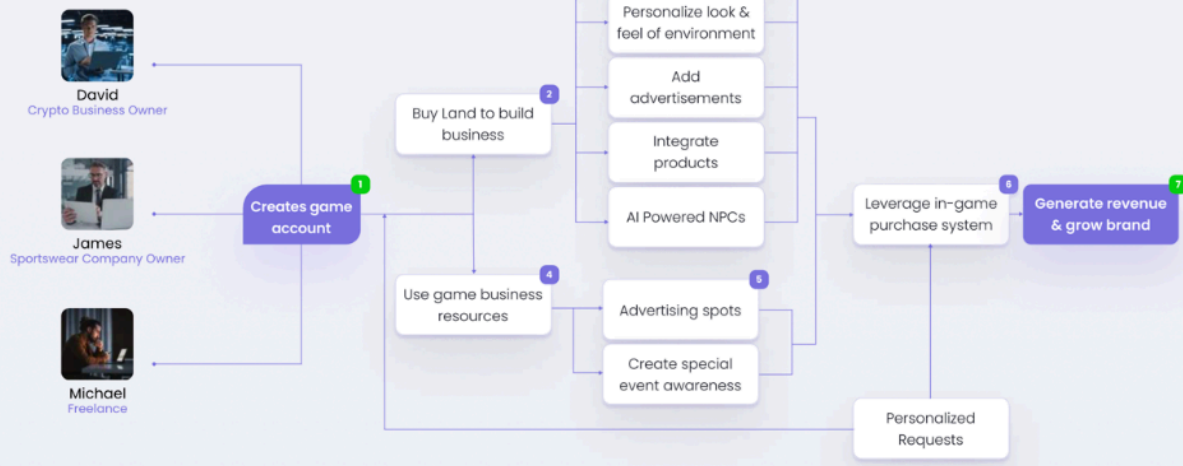 David
Crypto Business Owner
James
Sportswear Company Owner
Michael
Freelance
1
Creates game
account
2
Buy Land to build
business
4
Use game business
resources
Personalize look &
feel of environment
Add
advertisements
Integrate
products
AI Powered NPCs
5
Advertising spots
Create special
event awareness
6
Leverage in-game
purchase system
7
Generate revenue
& grow brand
Personalized
Requests